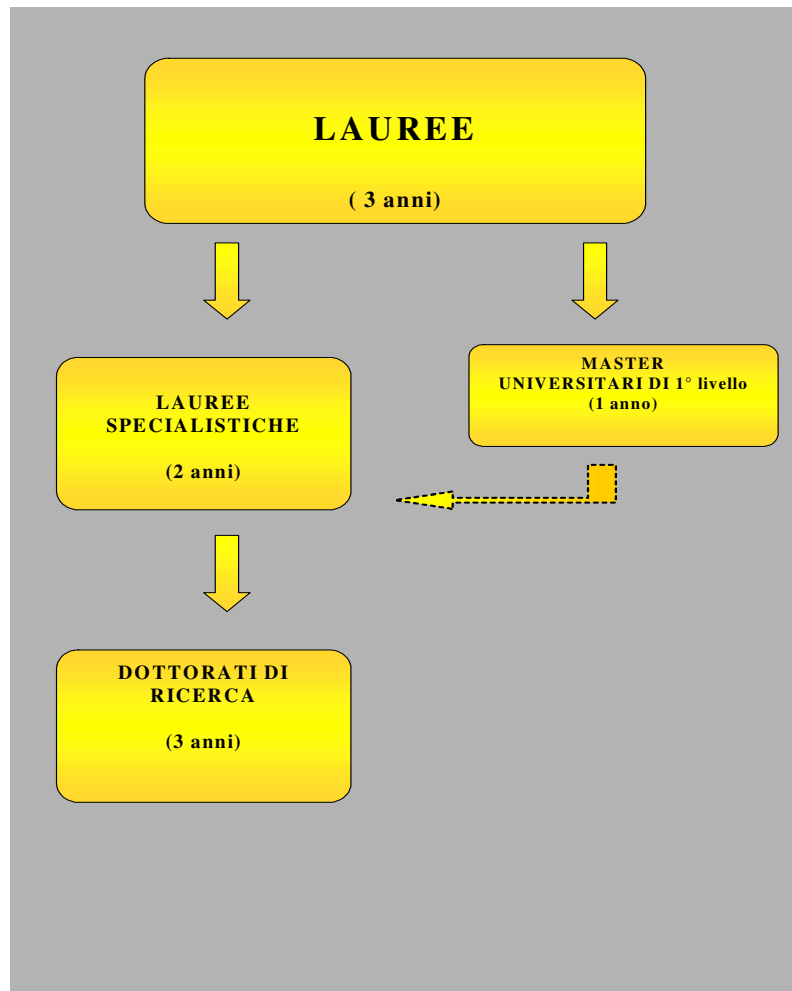 LAUREE
( 3 anni)
LAUREE
SPECIALISTICHE
(2 anni)
MASTER
UNIVERSITARI DI 1° livello
(1 anno)
DOTTORATI DI
RICERCA
(3 anni)